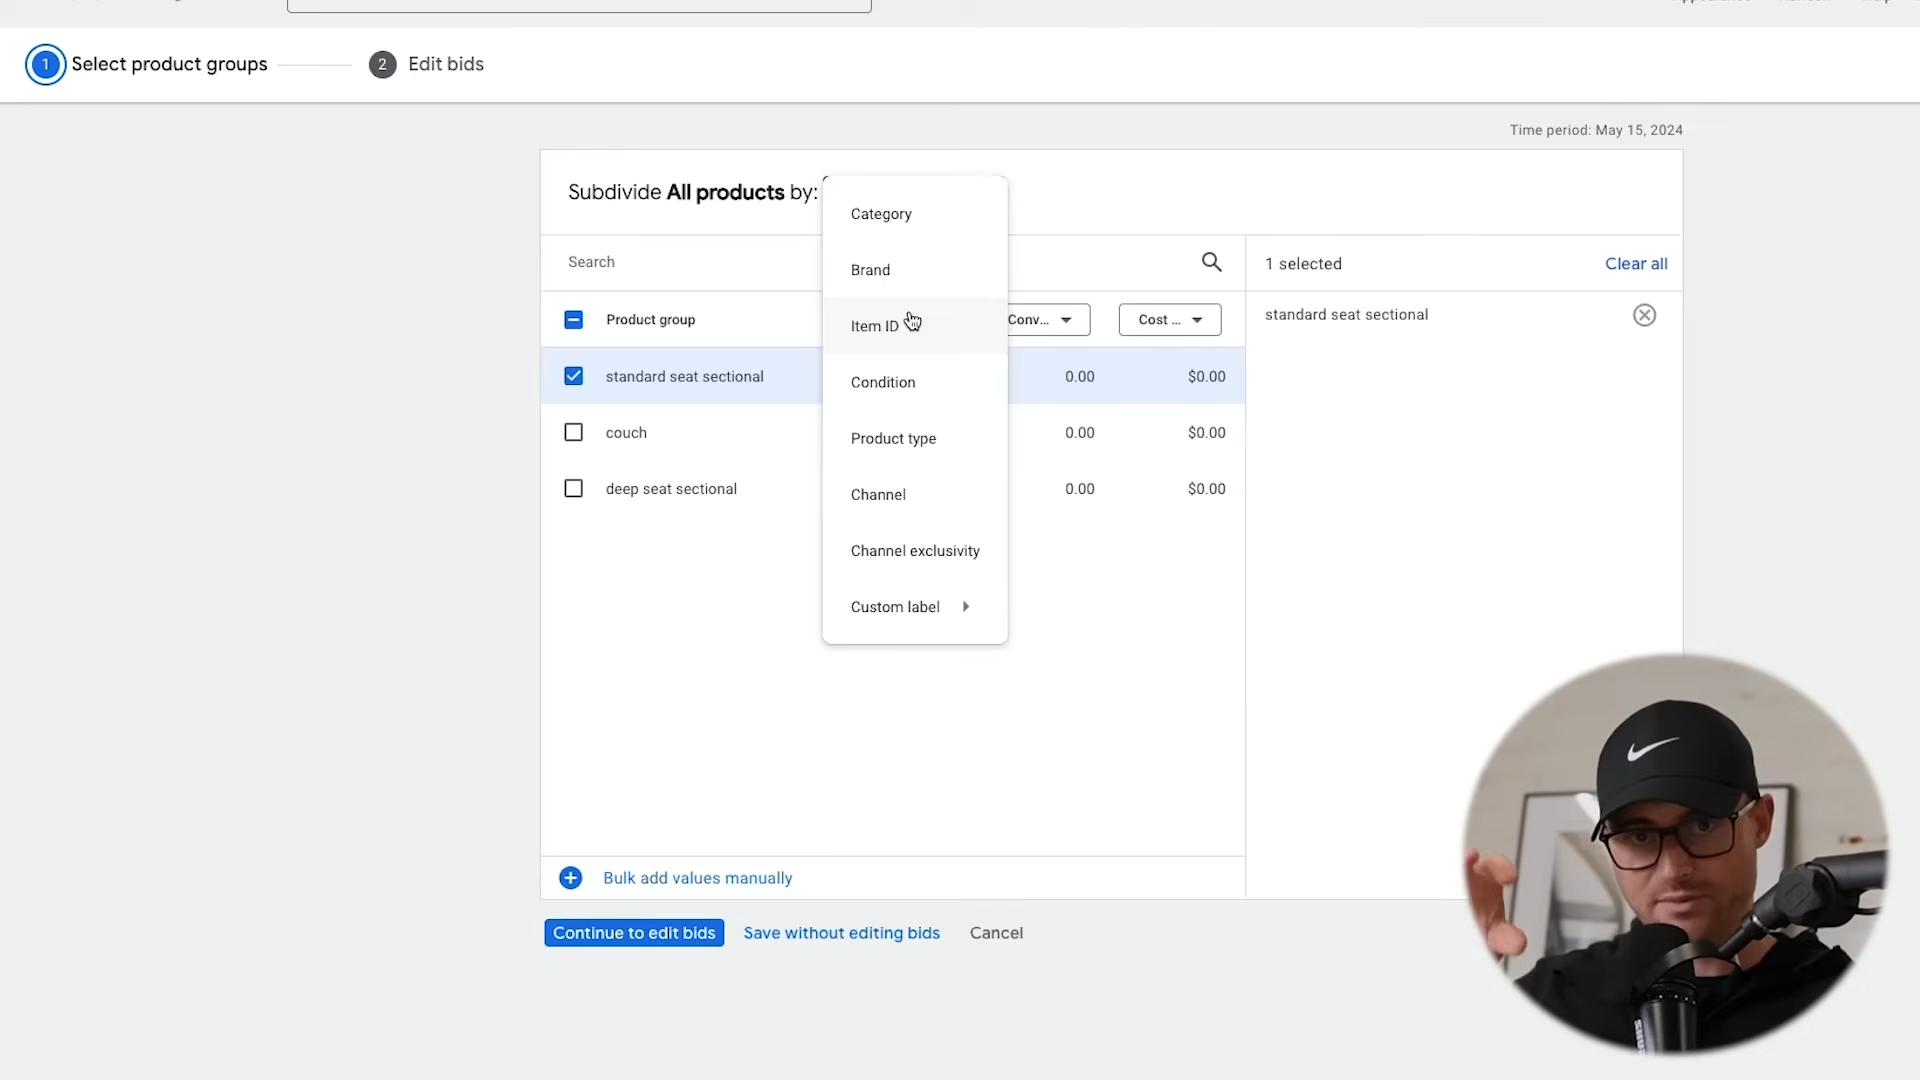 1 Select product groups
2 Edit bids
Time period: May 15, 2024
Subdivide All products by:
Category
Brand
Item ID
Condition
Product type
Channel
Channel exclusivity
Custom label
Search
1 selected
Clear all
Product group
Conv...
Cost ...
standard seat sectional
standard seat sectional
0.00
$0.00
couch
0.00
$0.00
deep seat sectional
0.00
$0.00
Bulk add values manually
Continue to edit bids
Save without editing bids
Cancel